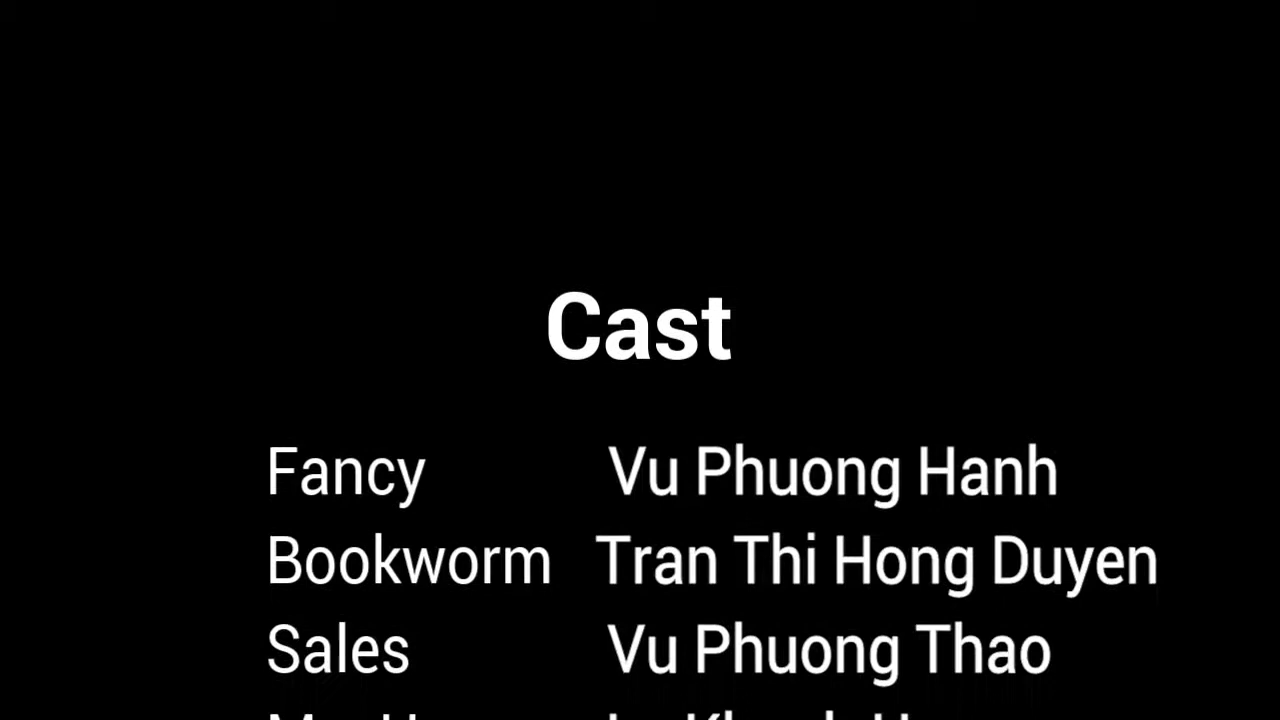 Cast
Fancy Vu Phuong Hanh
Bookworm Tran Thi Hong Duyen
Sales Vu Phuong Thao